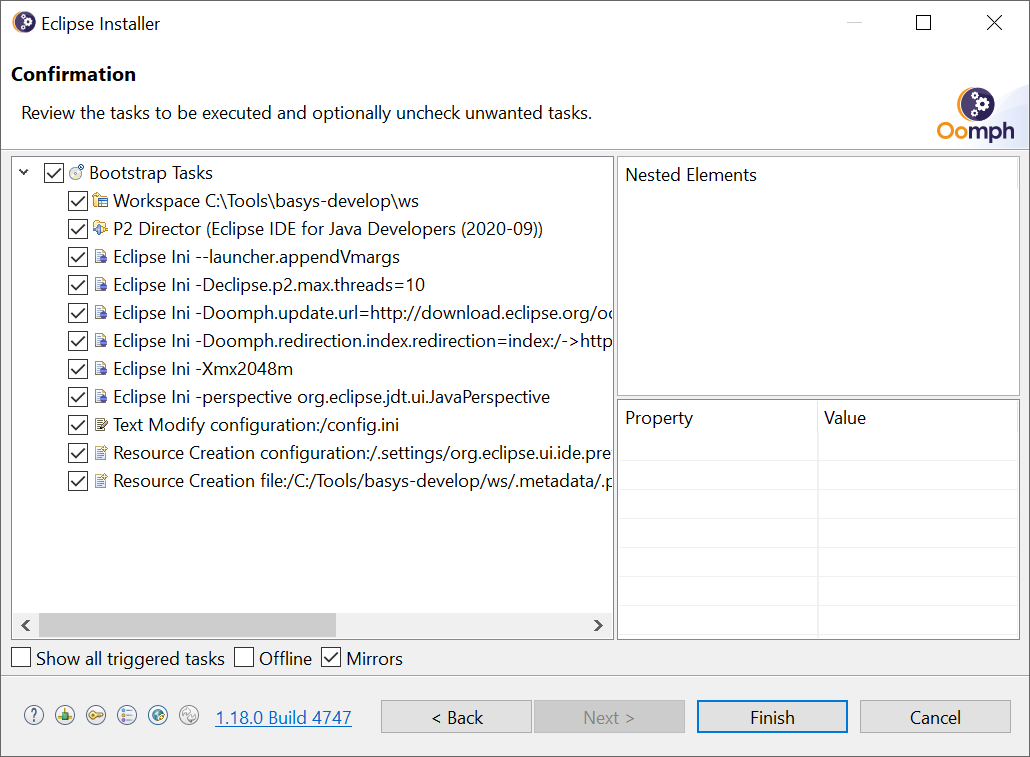 Eclipse Installer
Confirmation
Review the tasks to be executed and optionally uncheck unwanted tasks.
Oomph
Bootstrap Tasks
Workspace C:\Tools\basys-develop\ws
P2 Director (Eclipse IDE for Java Developers (2020-09))
Eclipse Ini --launcher.appendVmargs
Eclipse Ini -Declipse.p2.max.threads=10
Eclipse Ini -Doomph.update.url=http://download.eclipse.org/oo
Eclipse Ini -Doomph.redirection.index.redirection=index:/->http
Eclipse Ini -Xmx2048m
Eclipse Ini -perspective org.eclipse.jdt.ui.JavaPerspective
Text Modify configuration:/config.ini
Resource Creation configuration:/.settings/org.eclipse.ui.ide.pre
Resource Creation file:/C:/Tools/basys-develop/ws/.metadata/.p
Nested Elements
Property Value
Show all triggered tasks Offline Mirrors
? 1.18.0 Build 4747 < Back Next > Finish Cancel